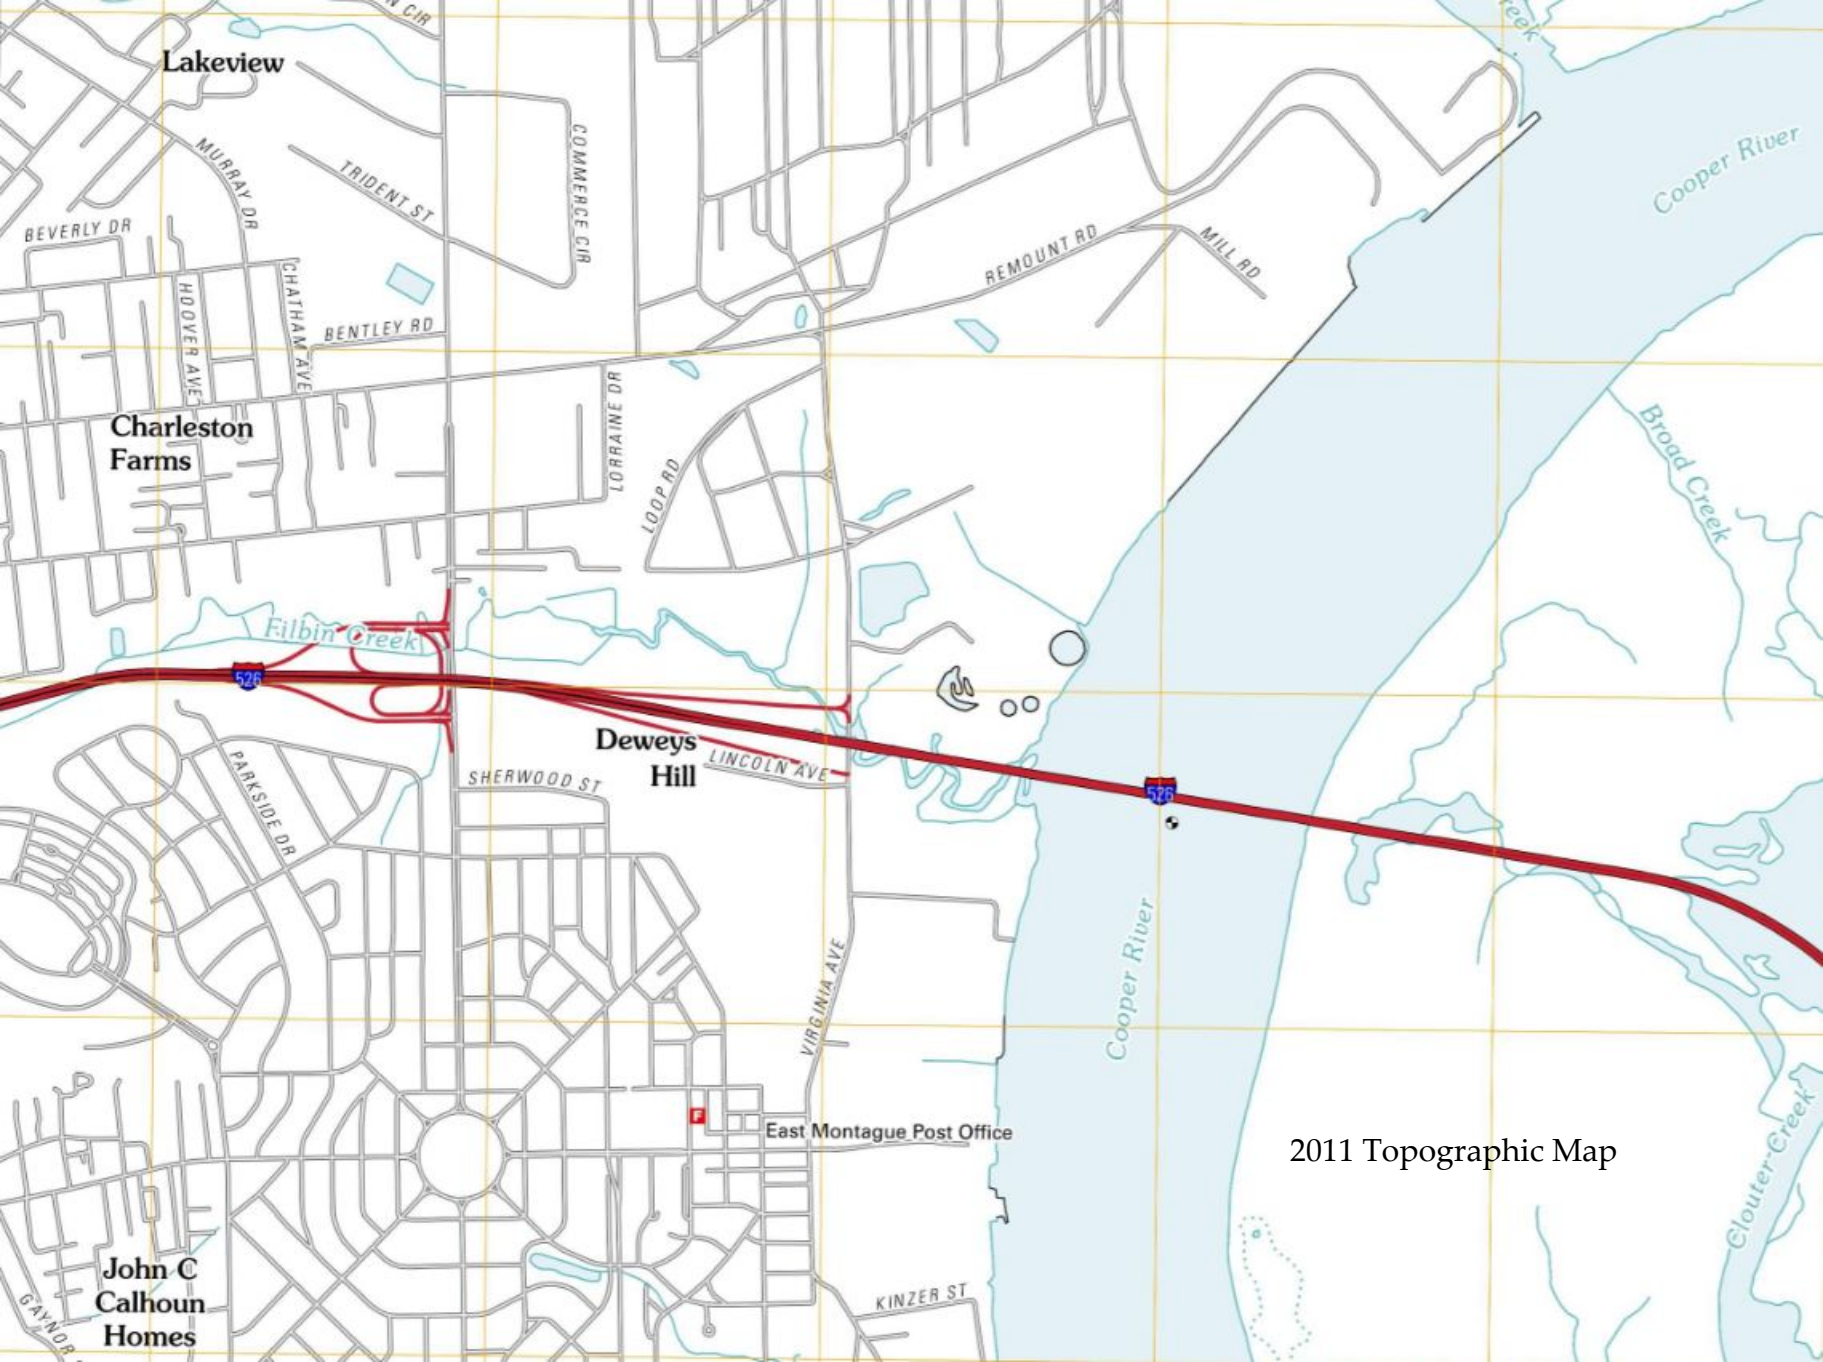 N CIR
reek
Lakeview
COMMERCE CIR
Cooper River
MURRAY DR
TRIDENT ST
BEVERLY DR
REMOUNT RD
MILL RD
CHATHAM AVE
HOOVER AVE
BENTLEY RD
LORRAINE DR
Charleston
Farms
Broad Creek
LOOP RD
Filbin Creek
526
Deweys
Hill
LINCOLN AVE
PARKSIDE DR
SHERWOOD ST
526
Cooper River
VIRGINIA AVE
F
East Montague Post Office
2011 Topographic Map
Clouter Creek
John C
Calhoun
Homes
GAYNOR
KINZER ST